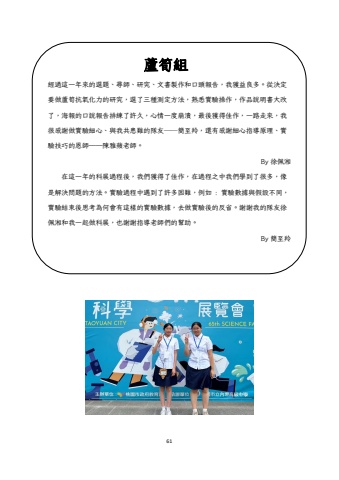 蘆筍組
經過這一年來的選題、尋師、研究、文書製作和口頭報告，我獲益良多。從決定
要做蘆筍抗氧化力的研究，選了三種測定方法，熟悉實驗操作，作品說明書大改
了，海報的口說報告排練了許久，心情一度崩潰，最後獲得佳作，一路走來，我
很感謝做實驗細心、與我共患難的隊友──簡至羚，還有感謝細心指導原理、實
驗技巧的恩師──陳雅蘋老師。
By 徐佩湘
在這一年的科展過程後，我們獲得了佳作，在過程之中我們學到了很多，像
是解決問題的方法。實驗過程中遇到了許多困難，例如：實驗數據與假設不同、
實驗結束後思考為何會有這樣的實驗數據，去做實驗後的反省。謝謝我的隊友徐
佩湘和我一起做科展，也謝謝指導老師們的幫助。
By 簡至羚
科學 展覽會
TAOYUAN CITY 65th SCIENCE FA
主辦單位
61